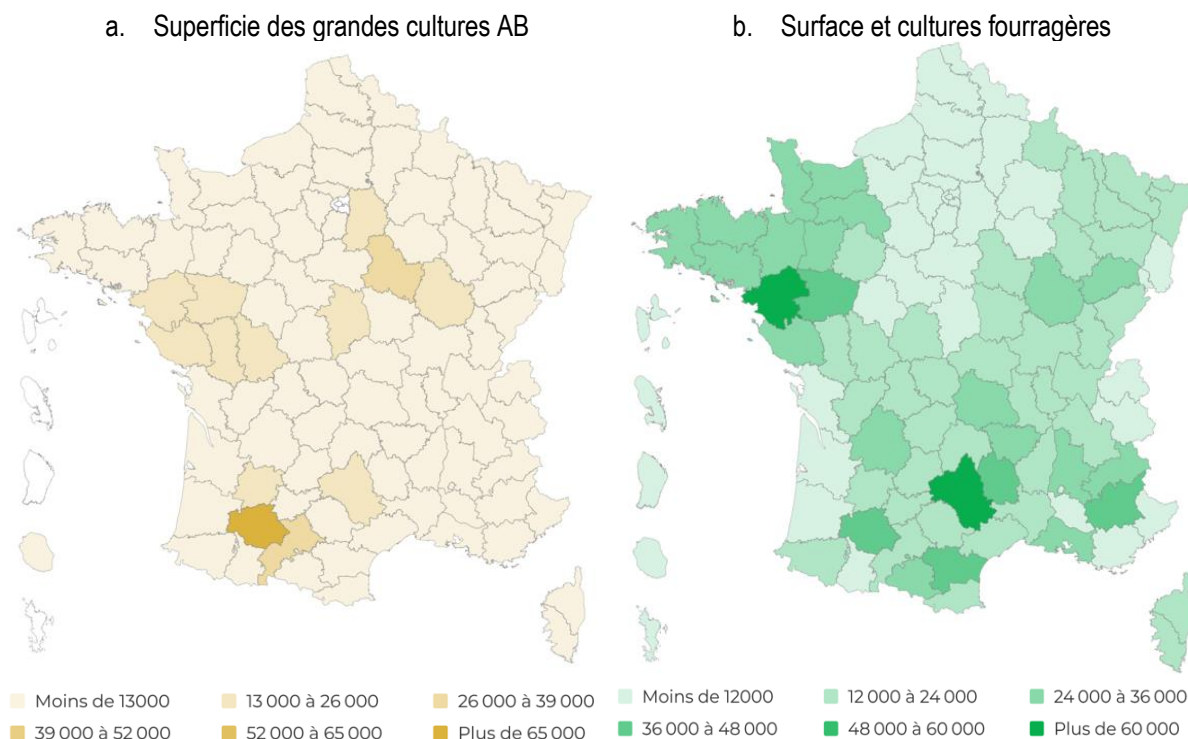 a. Superficie des grandes cultures AB
b. Surface et cultures fourragères
Moins de 13000
13 000 à 26 000
26 000 à 39 000
39 000 à 52 000
52 000 à 65 000
Plus de 65 000
Moins de 12000
12 000 à 24 000
24 000 à 36 000
36 000 à 48 000
48 000 à 60 000
Plus de 60 000